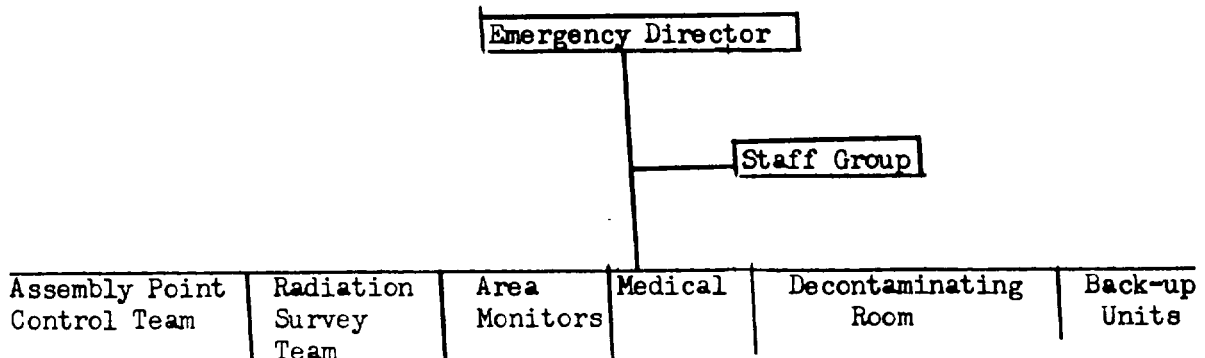 Emergency Director
Staff Group
Assembly Point
Control Team
Radiation
Survey
Team
Area
Monitors
Medical
Decontaminating
Room
Back-up
Units